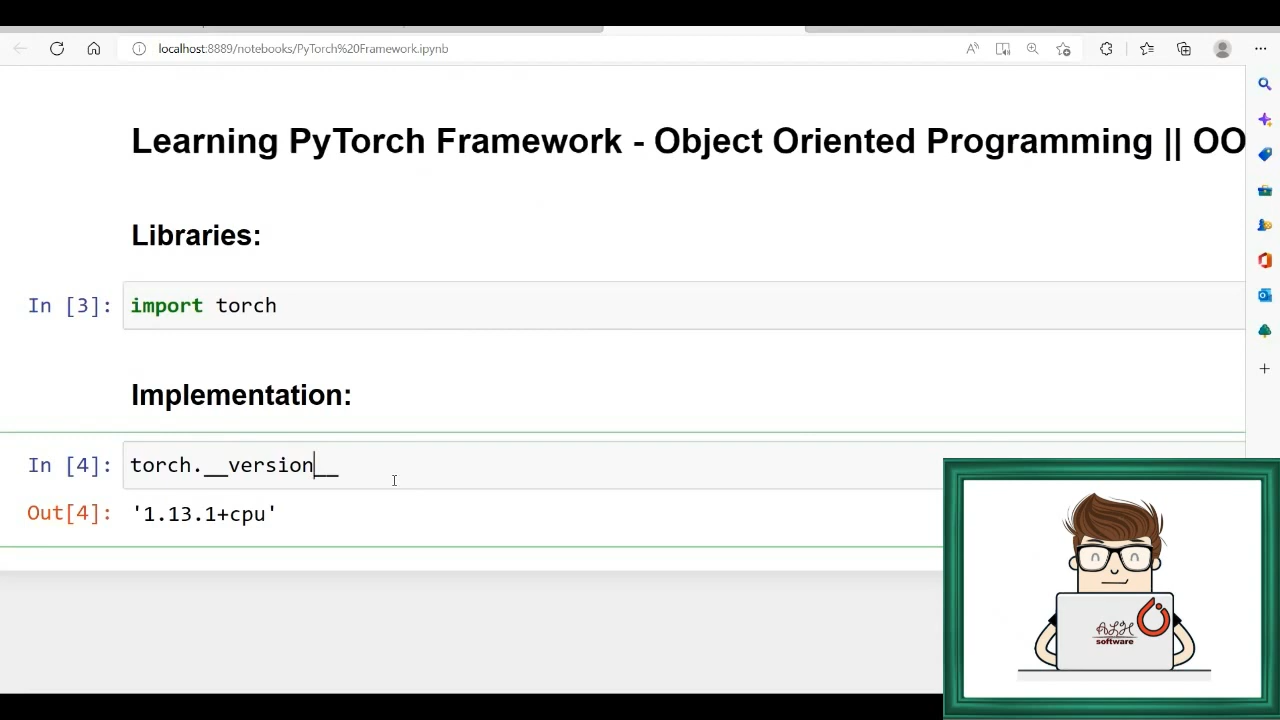 localhost:8889/notebooks/PyTorch%20Framework.ipynb
Learning PyTorch Framework - Object Oriented Programming || OO
Libraries:
In [3]: import torch
Implementation:
In [4]: torch.__version__
Out[4]: '1.13.1+cpu'
software